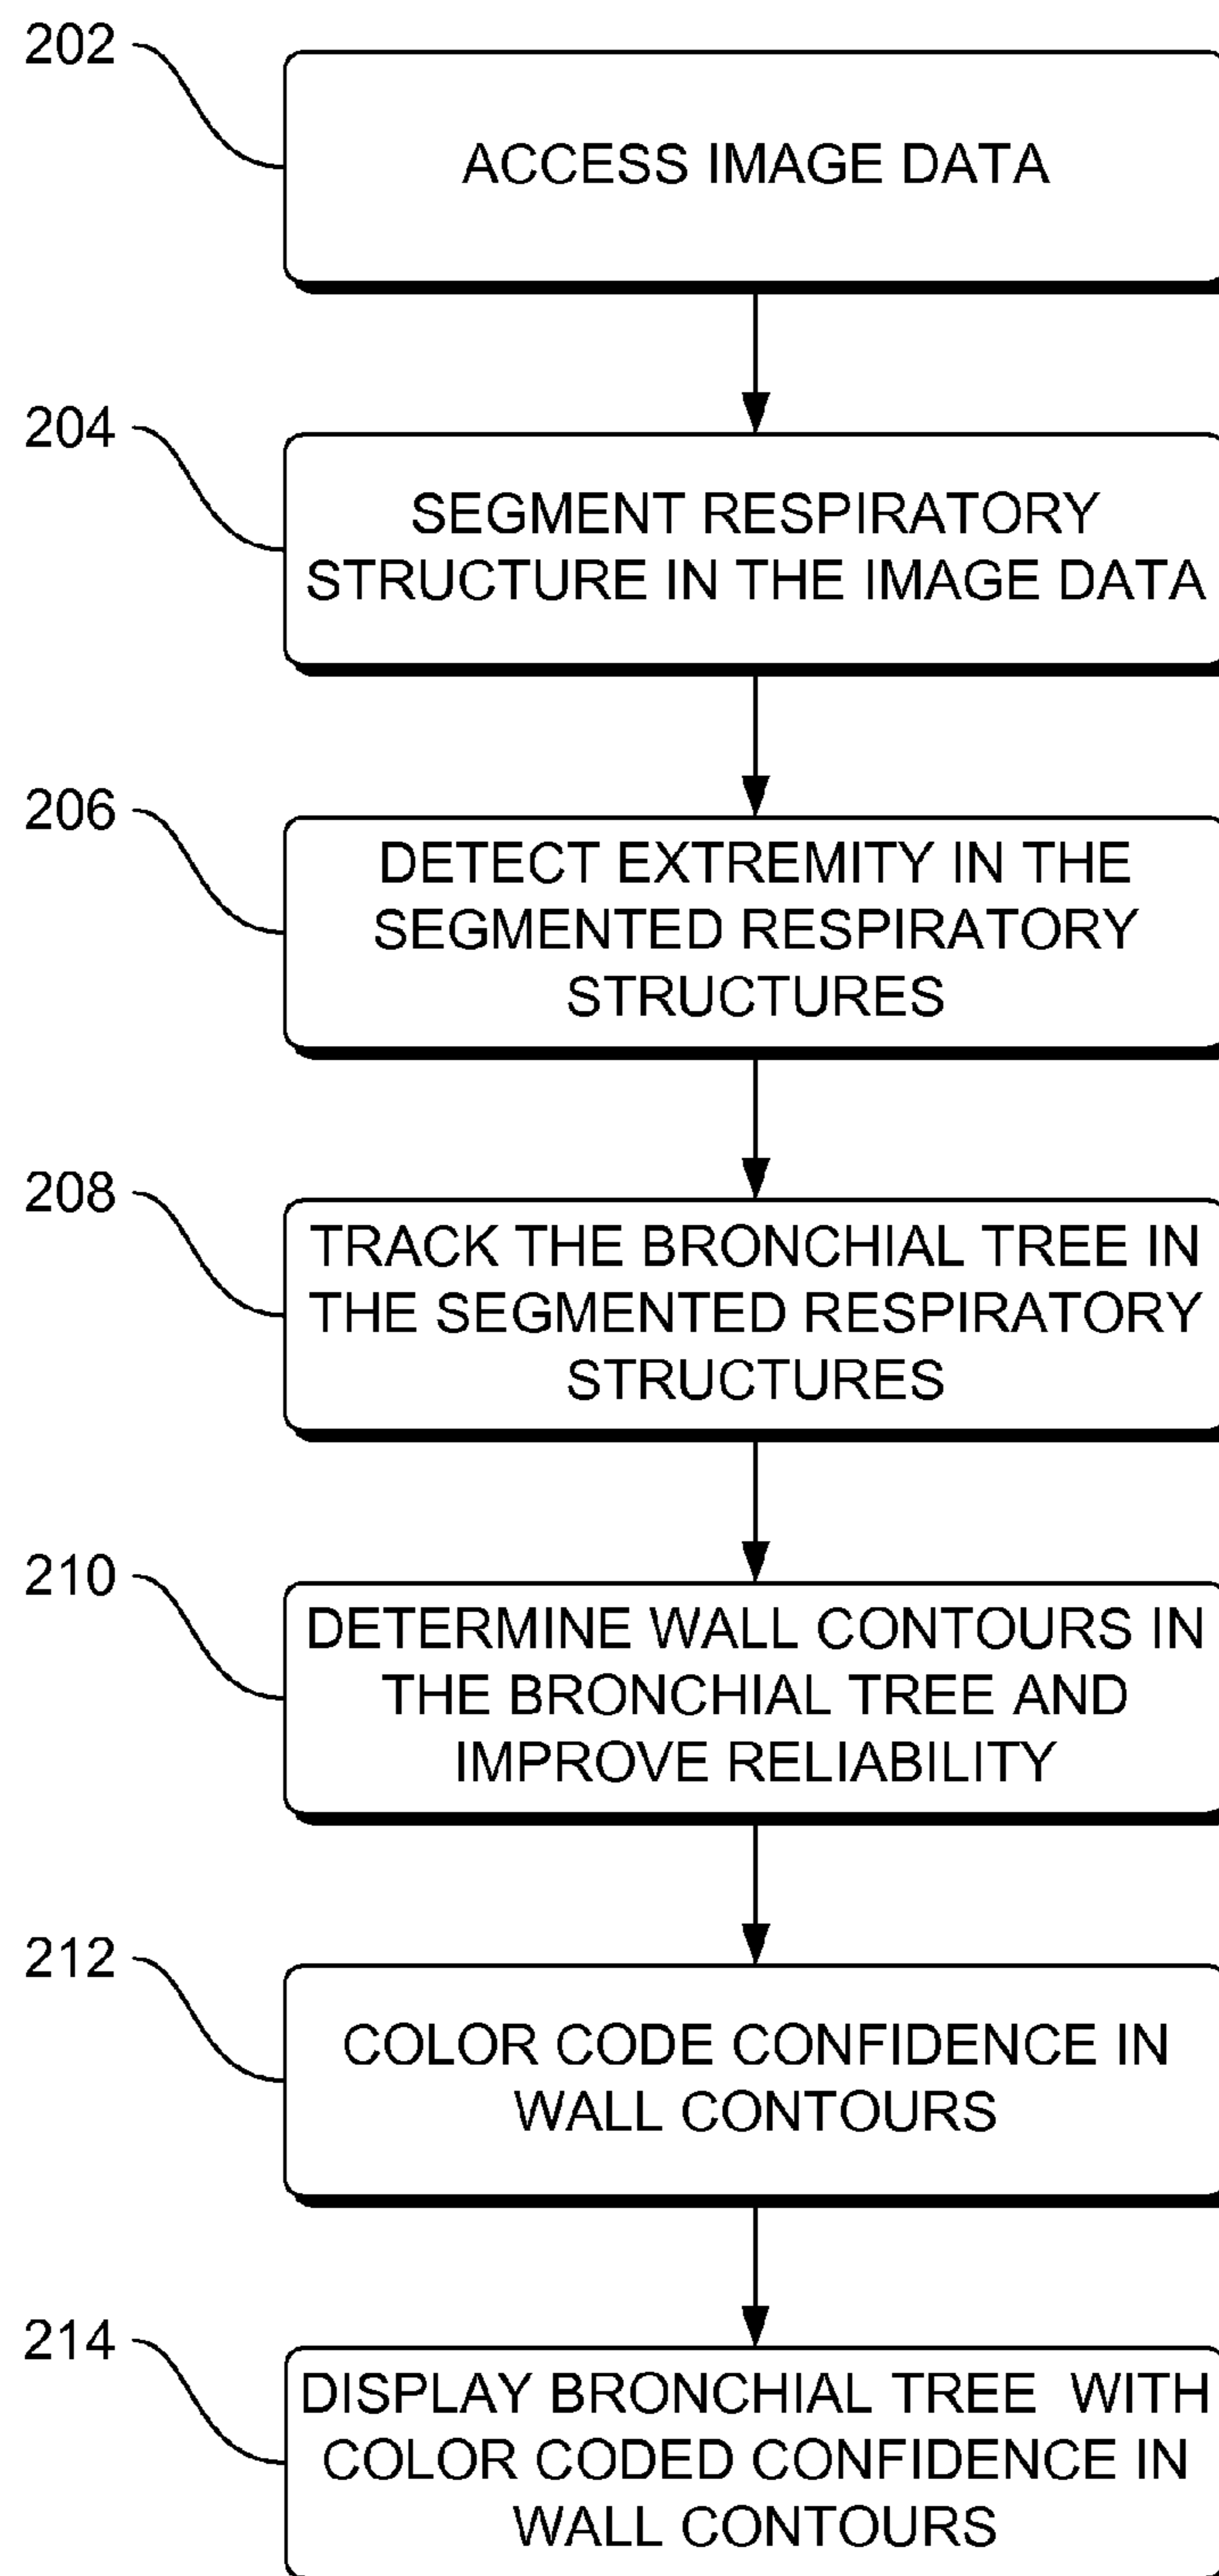 202
ACCESS IMAGE DATA
204
SEGMENT RESPIRATORY
STRUCTURE IN THE IMAGE DATA
206
DETECT EXTREMITY IN THE
SEGMENTED RESPIRATORY
STRUCTURES
208
TRACK THE BRONCHIAL TREE IN
THE SEGMENTED RESPIRATORY
STRUCTURES
210
DETERMINE WALL CONTOURS IN
THE BRONCHIAL TREE AND
IMPROVE RELIABILITY
212
COLOR CODE CONFIDENCE IN
WALL CONTOURS
214
DISPLAY BRONCHIAL TREE WITH
COLOR CODED CONFIDENCE IN
WALL CONTOURS